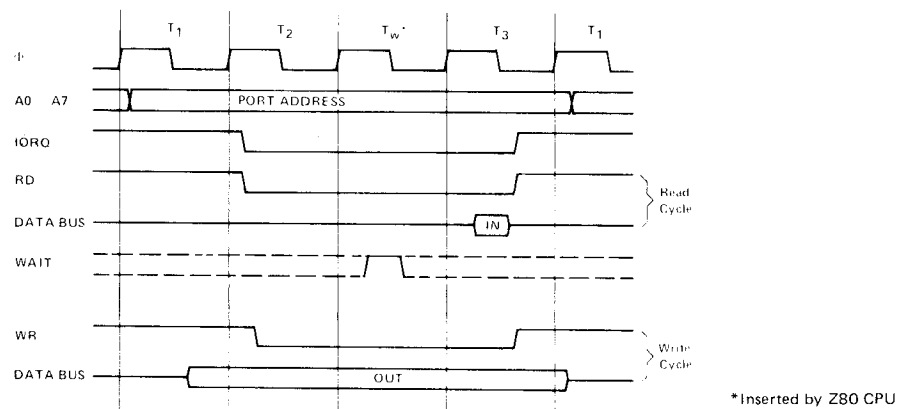 T1 T2 Tw* T3 T1
Φ
A0 A7 PORT ADDRESS
IORQ
RD
Read
Cycle
DATA BUS IN
WAIT
WR
Write
Cycle
DATA BUS OUT
*Inserted by Z80 CPU